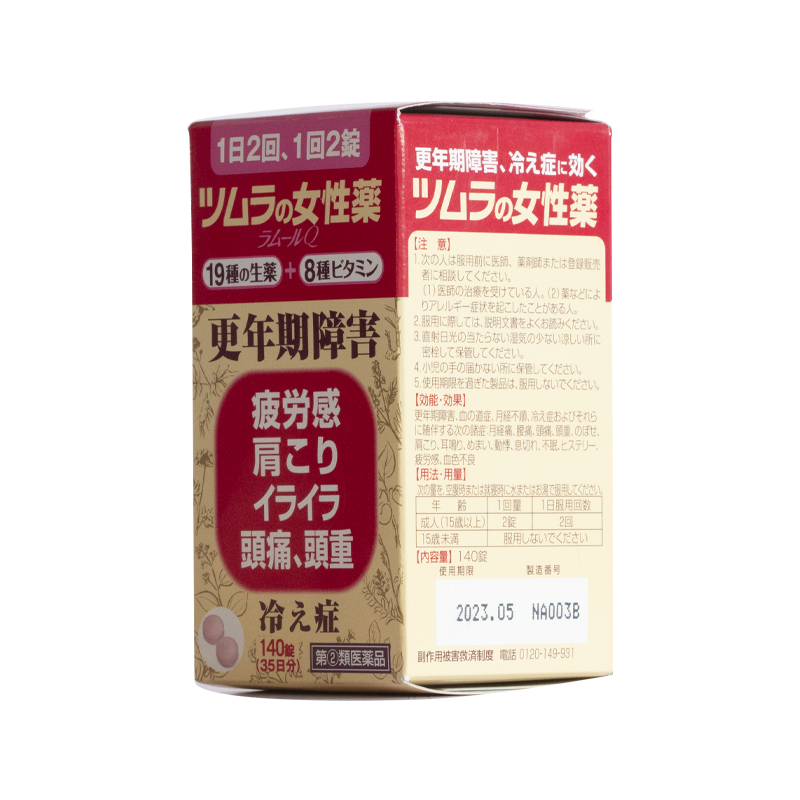 1日2回、1回2錠
ツムラの女性薬
ラムールQ
19種の生薬 + 8種ビタミン
更年期障害
疲労感
肩こり
イライラ
頭痛、頭重
冷え症
140錠
(35日分)
第②類医薬品
更年期障害、冷え症に効く
ツムラの女性薬
【注 意】
1.次の人は服用前に医師、薬剤師または登録販売
者に相談してください。
(1)医師の治療を受けている人。(2)薬などによ
りアレルギー症状を起こしたことがある人。
2.服用に際しては、説明文書をよくお読みください。
3.直射日光の当たらない湿気の少ない涼しい所に
密栓して保管してください。
4.小児の手の届かない所に保管してください。
5.使用期限を過ぎた製品は、服用しないでください。
【効能・効果】
更年期障害、血の道症、月経不順、冷え症およびそれら
に随伴する次の諸症:月経痛、腰痛、頭痛、頭重、のぼせ、
肩こり、耳鳴り、めまい、動悸、息切れ、不眠、ヒステリー、
疲労感、血色不良
【用法・用量】
次の量を、空腹時または就寝時に水またはお湯で服用してください。
年 齢 1回量 1日服用回数
成人(15歳以上) 2錠 2回
15歳未満 服用しないでください
【内容量】140錠
使用期限 製造番号
2023.05 NA003B
副作用被害救済制度 電話 0120-149-931